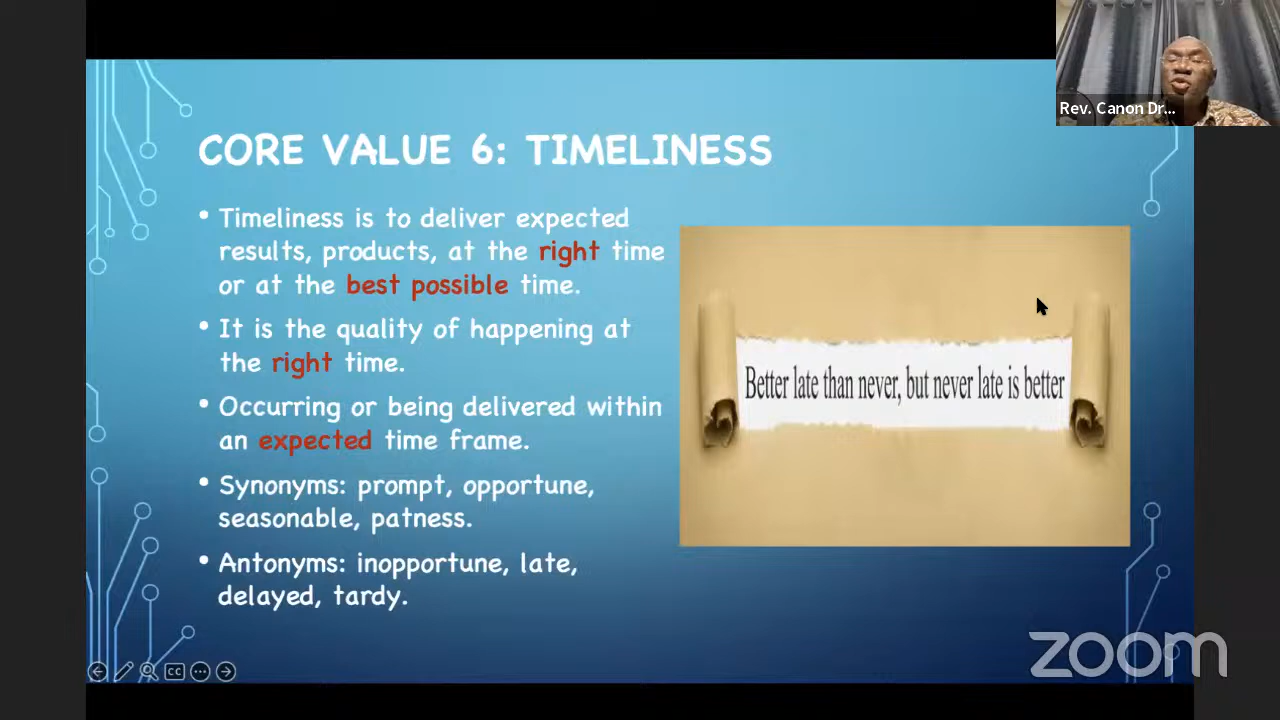 Rev. Canon Dr...
CORE VALUE 6: TIMELINESS
• Timeliness is to deliver expected
results, products, at the right time
or at the best possible time.
• It is the quality of happening at
the right time.
• Occurring or being delivered within
an expected time frame.
• Synonyms: prompt, opportune,
seasonable, patness.
• Antonyms: inopportune, late,
delayed, tardy.
Better late than never, but never late is better
CC
zoom